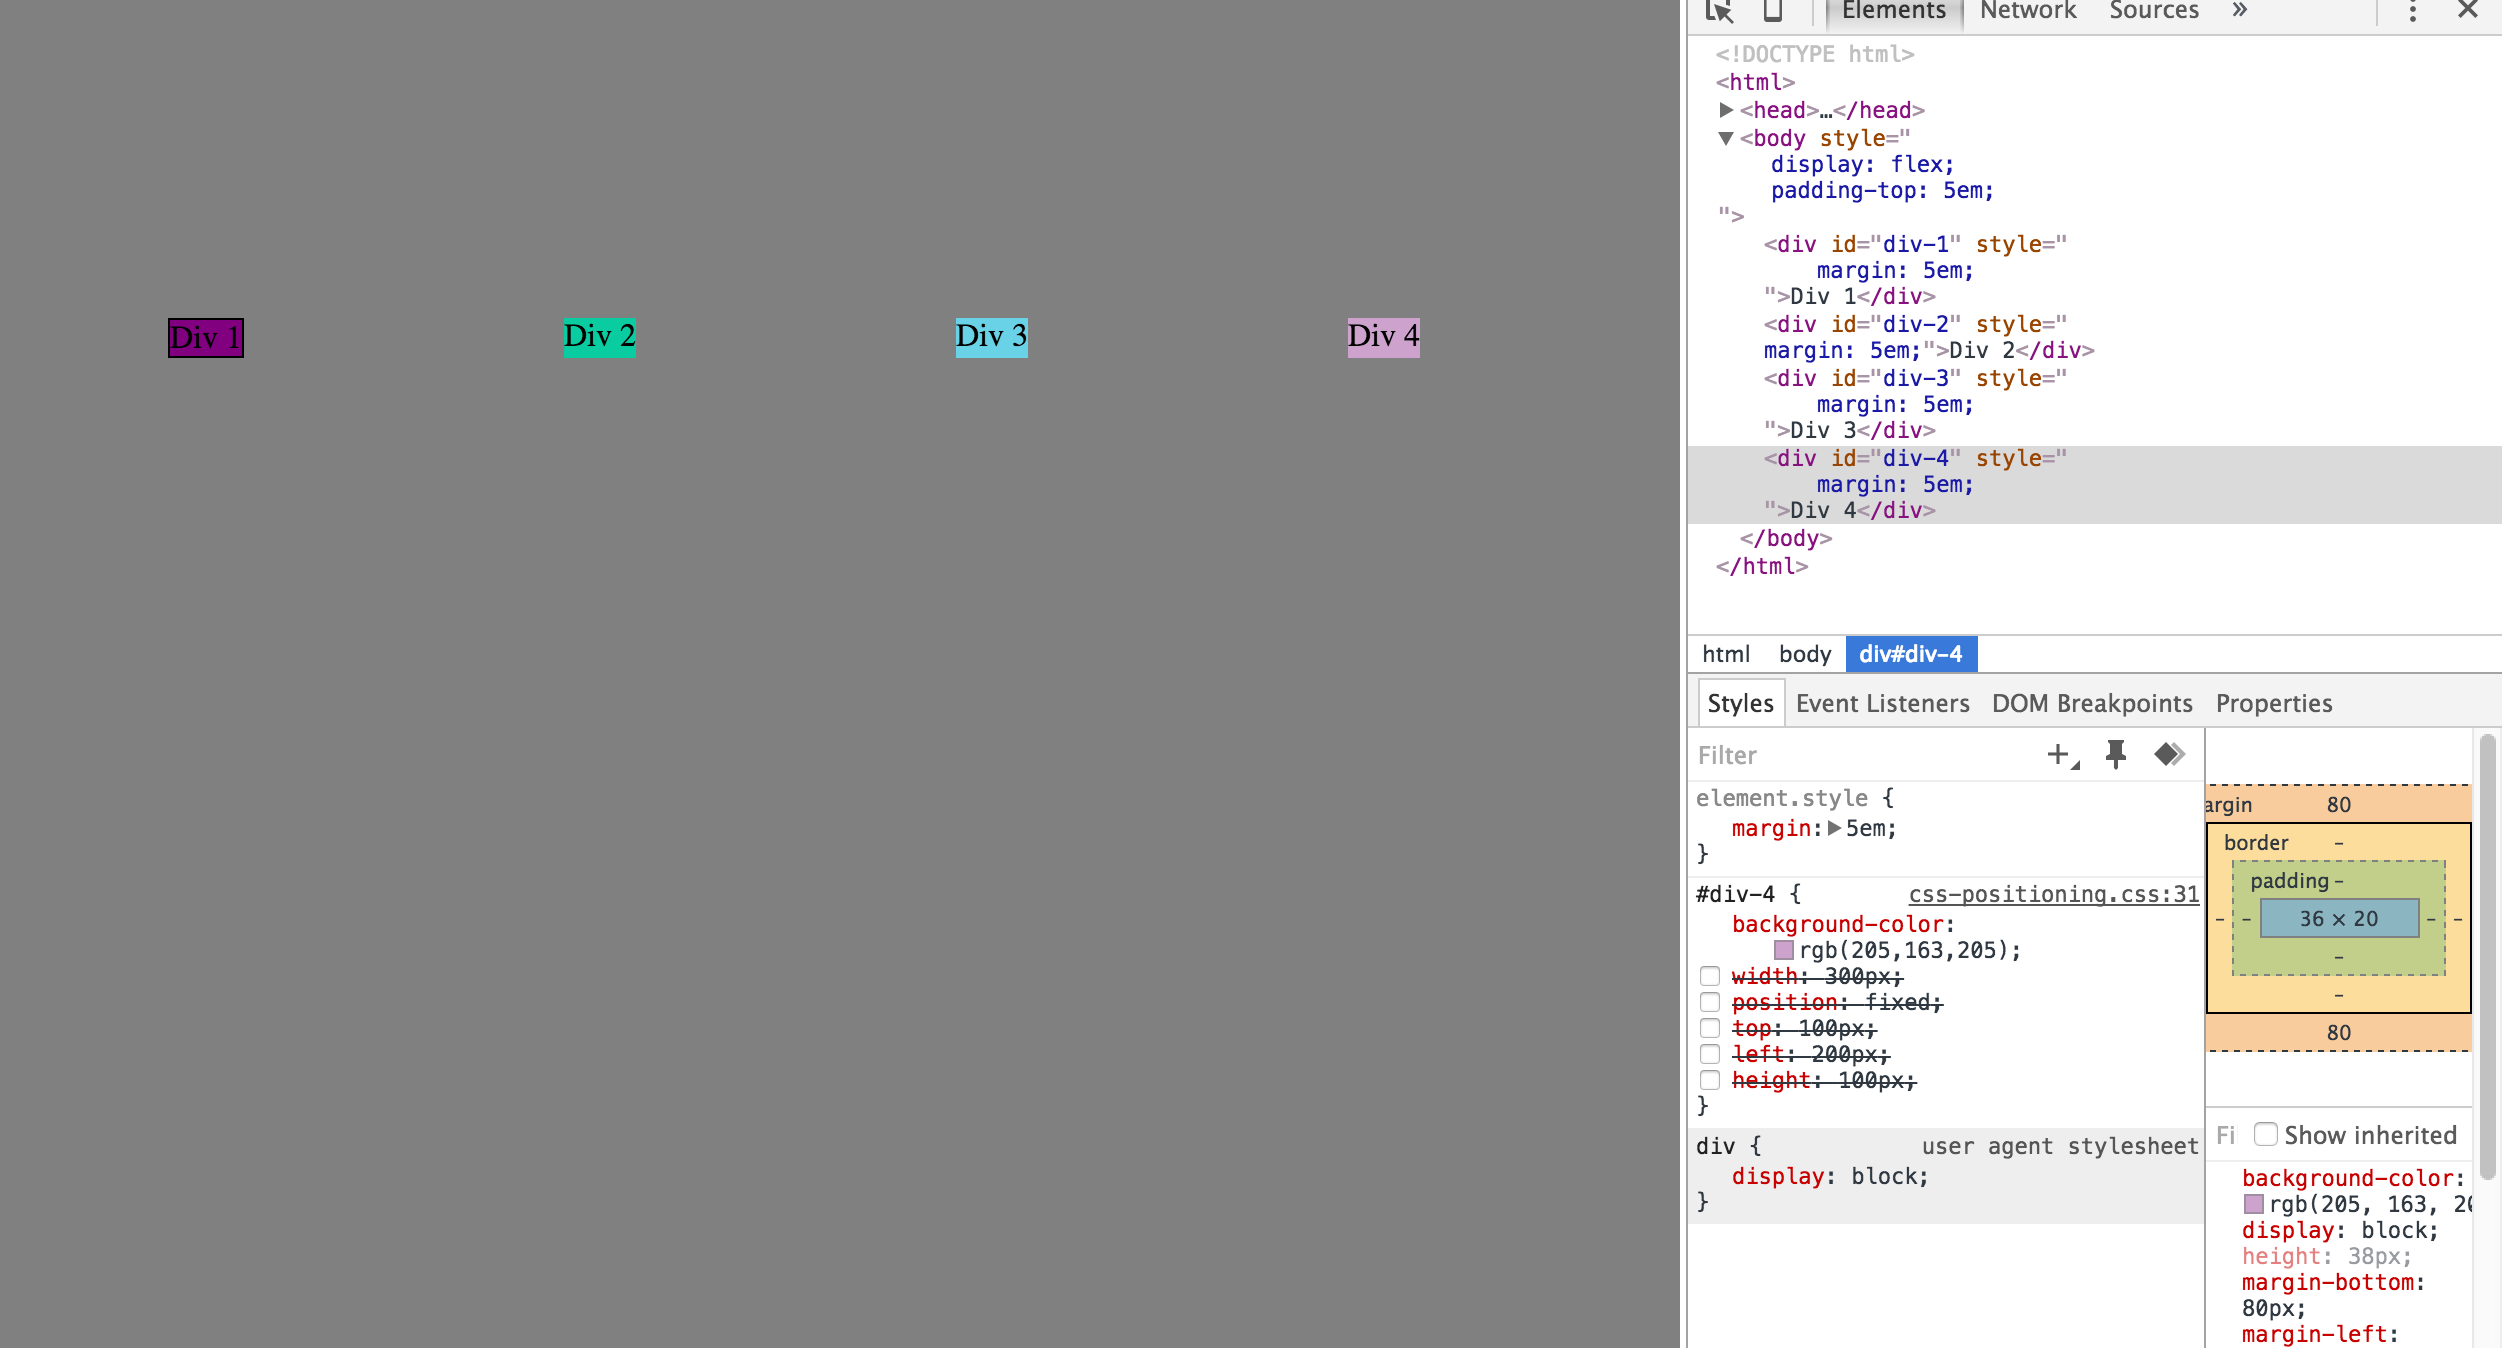 Div 1
Div 2
Div 3
Div 4
Elements Network Sources »
<!DOCTYPE html>
<html>
<head>…</head>
<body style="
display: flex;
padding-top: 5em;
">
<div id="div-1" style="
margin: 5em;
">Div 1</div>
<div id="div-2" style="
margin: 5em;">Div 2</div>
<div id="div-3" style="
margin: 5em;
">Div 3</div>
<div id="div-4" style="
margin: 5em;
">Div 4</div>
</body>
</html>
html body div#div-4
Styles Event Listeners DOM Breakpoints Properties
Filter
element.style {
margin: 5em;
}
#div-4 { css-positioning.css:31
background-color:
rgb(205,163,205);
width: 300px;
position: fixed;
top: 100px;
left: 200px;
height: 100px;
}
div { user agent stylesheet
display: block;
}
argin 80
border –
padding –
– – 36 × 20 – –
–
–
80
Fi Show inherited
background-color:
rgb(205, 163, 20
display: block;
height: 38px;
margin-bottom:
80px;
margin-left: